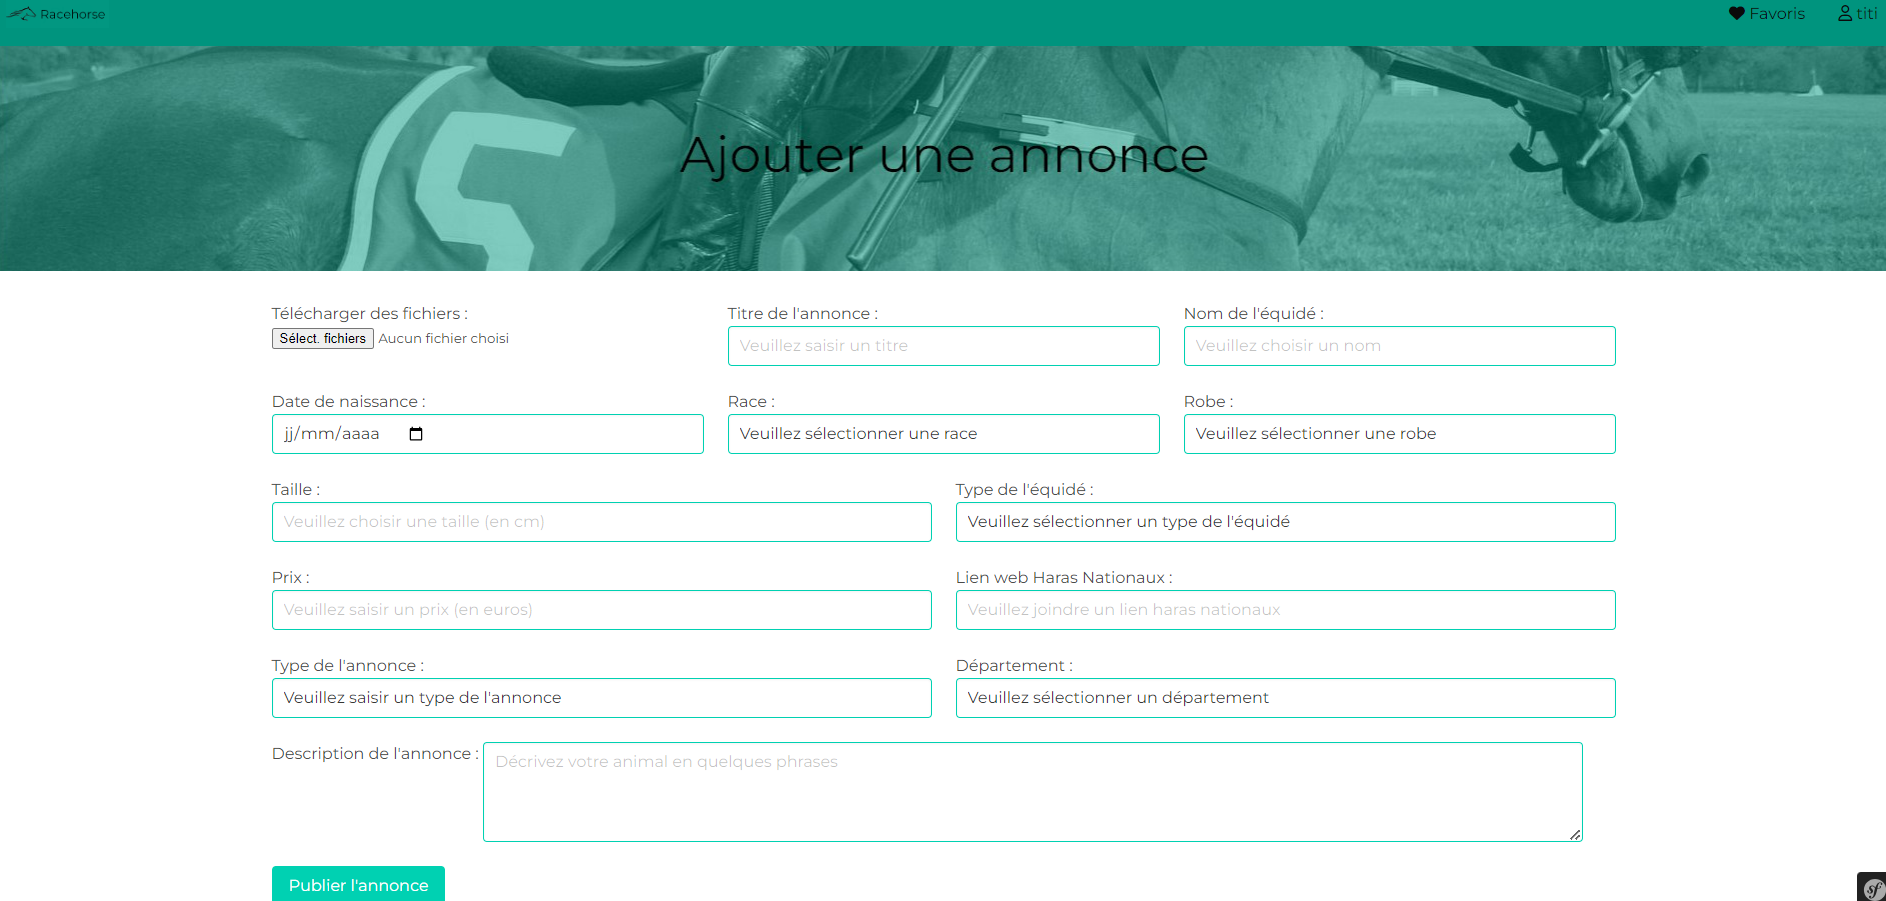 Racehorse
Favoris
titi
Ajouter une annonce
Télécharger des fichiers :
Sélect. fichiers Aucun fichier choisi
Titre de l'annonce :
Veuillez saisir un titre
Nom de l'équidé :
Veuillez choisir un nom
Date de naissance :
jj/mm/aaaa
Race :
Veuillez sélectionner une race
Robe :
Veuillez sélectionner une robe
Taille :
Veuillez choisir une taille (en cm)
Type de l'équidé :
Veuillez sélectionner un type de l'équidé
Prix :
Veuillez saisir un prix (en euros)
Lien web Haras Nationaux :
Veuillez joindre un lien haras nationaux
Type de l'annonce :
Veuillez saisir un type de l'annonce
Département :
Veuillez sélectionner un département
Description de l'annonce :
Décrivez votre animal en quelques phrases
Publier l'annonce
sf